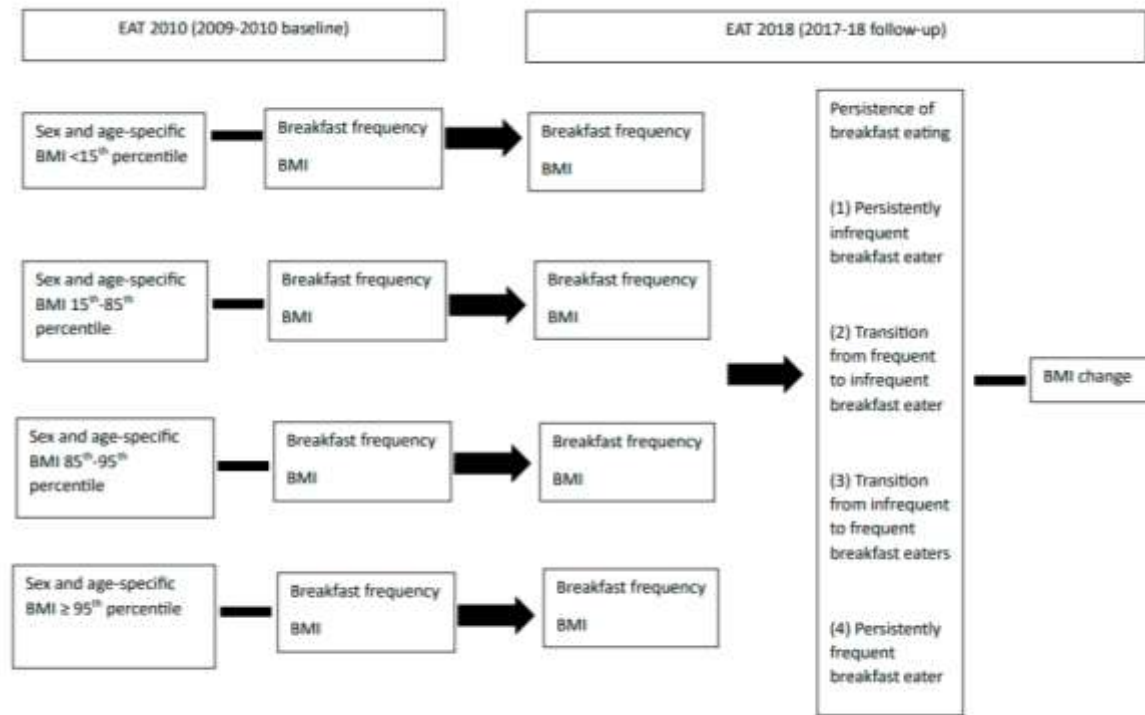 EAT 2010 (2009-2010 baseline)
EAT 2018 (2017-18 follow-up)
Sex and age-specific
BMI <15th percentile
Breakfast frequency
BMI
Breakfast frequency
BMI
Sex and age-specific
BMI 15th-85th
percentile
Breakfast frequency
BMI
Breakfast frequency
BMI
Sex and age-specific
BMI 85th-95th
percentile
Breakfast frequency
BMI
Breakfast frequency
BMI
Sex and age-specific
BMI ≥ 95th percentile
Breakfast frequency
BMI
Breakfast frequency
BMI
Persistence of
breakfast eating
(1) Persistently
infrequent
breakfast eater
(2) Transition
from frequent
to infrequent
breakfast eater
(3) Transition
from infrequent
to frequent
breakfast eaters
(4) Persistently
frequent
breakfast eater
BMI change